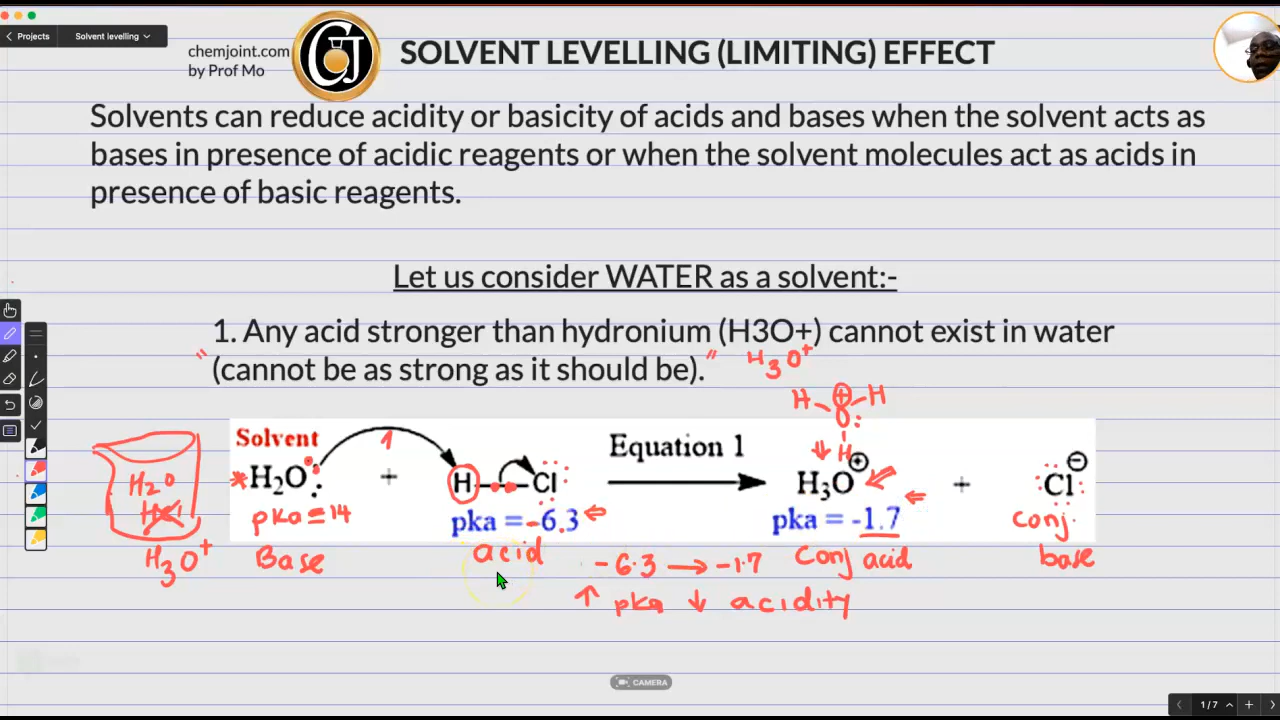 Projects
Solvent levelling
chemjoint.com
by Prof Mo
CJ
SOLVENT LEVELLING (LIMITING) EFFECT
Solvents can reduce acidity or basicity of acids and bases when the solvent acts as
bases in presence of acidic reagents or when the solvent molecules act as acids in
presence of basic reagents.
Let us consider WATER as a solvent:-
1. Any acid stronger than hydronium (H3O+) cannot exist in water
"(cannot be as strong as it should be)." H3O+
H - O⊕ - H
H
Solvent
1
Equation 1
*H₂O: + H—Cl → H₃O⊕ + Cl⊖
H2O
HCl
H3O+
pka = 14
pka = -6.3 ←
pka = -1.7 ←
conj.
Base
acid
-6.3 → -1.7
conj acid
base
↑ pka ↓ acidity
CAMERA
1/7